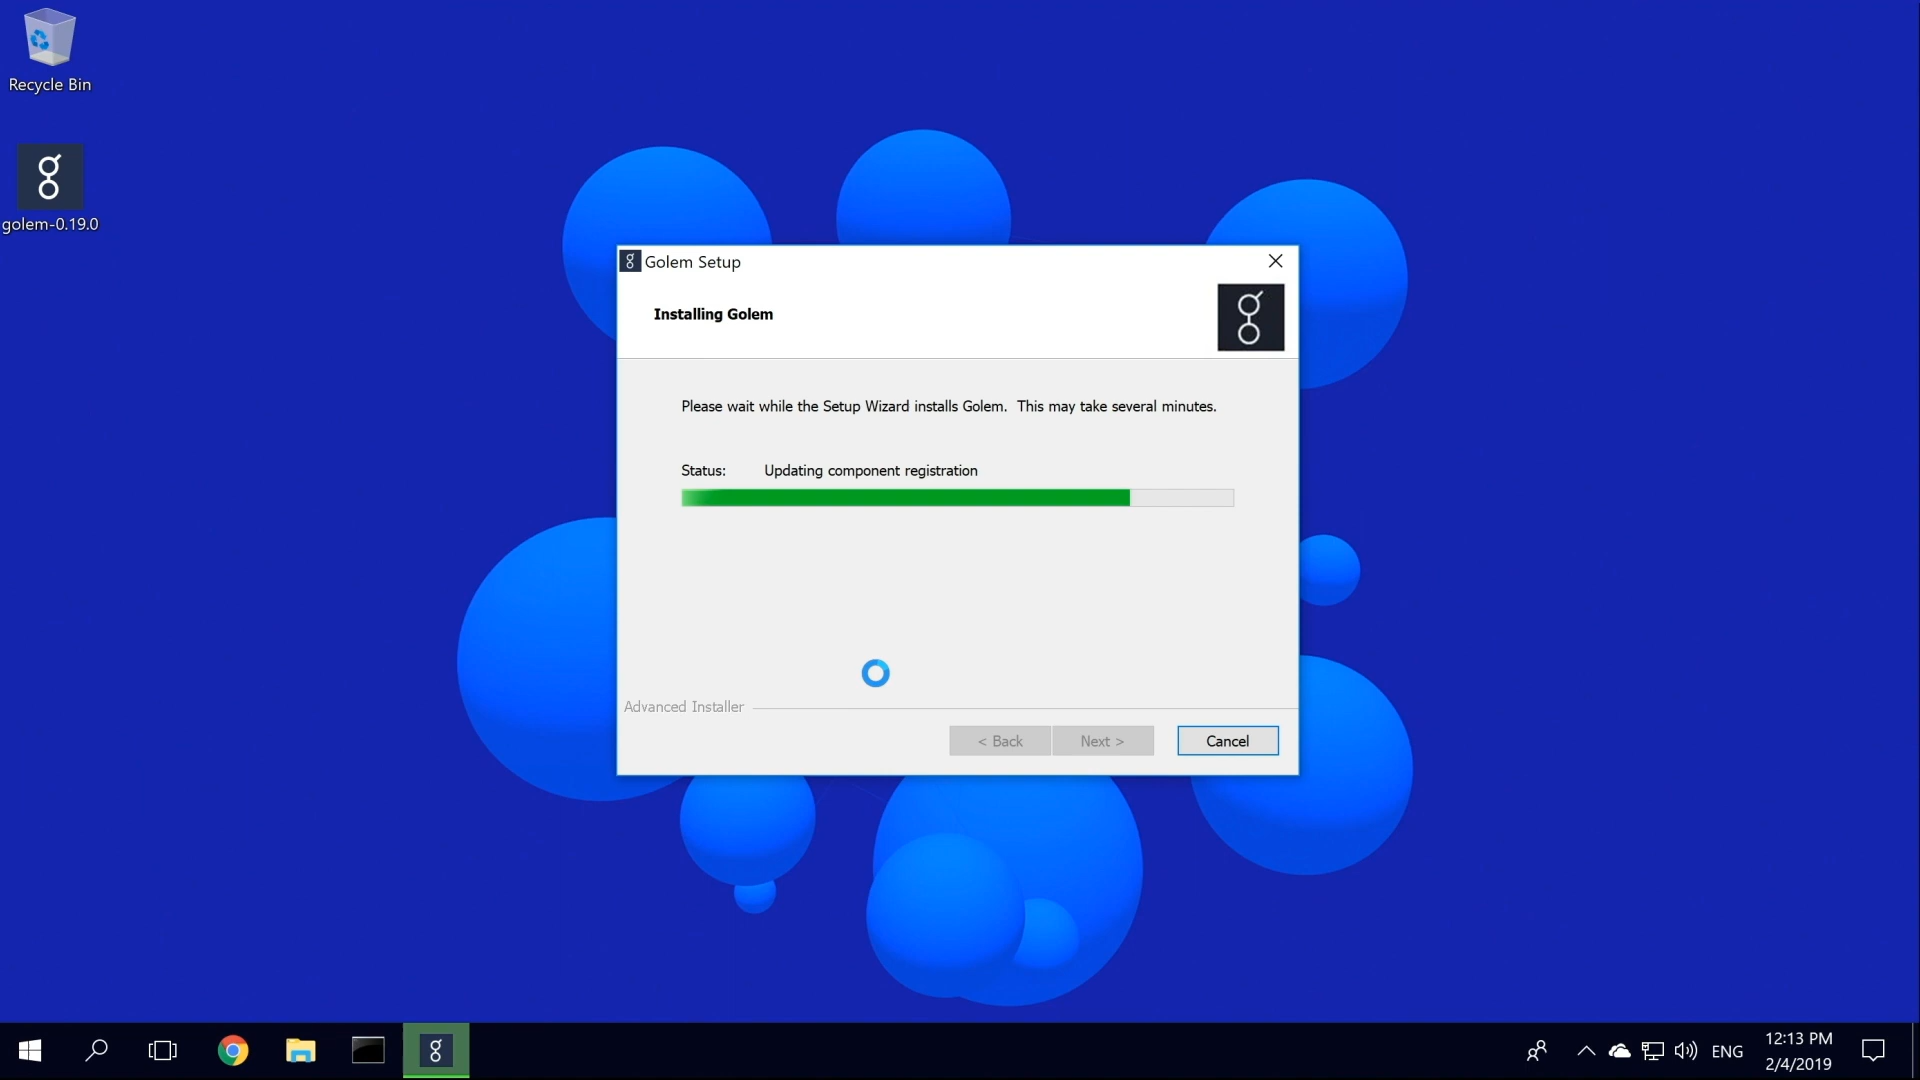 Recycle Bin
golem-0.19.0
Golem Setup
Installing Golem
Please wait while the Setup Wizard installs Golem.  This may take several minutes.
Status: Updating component registration
Advanced Installer
< Back Next > Cancel
ENG
12:13 PM
2/4/2019